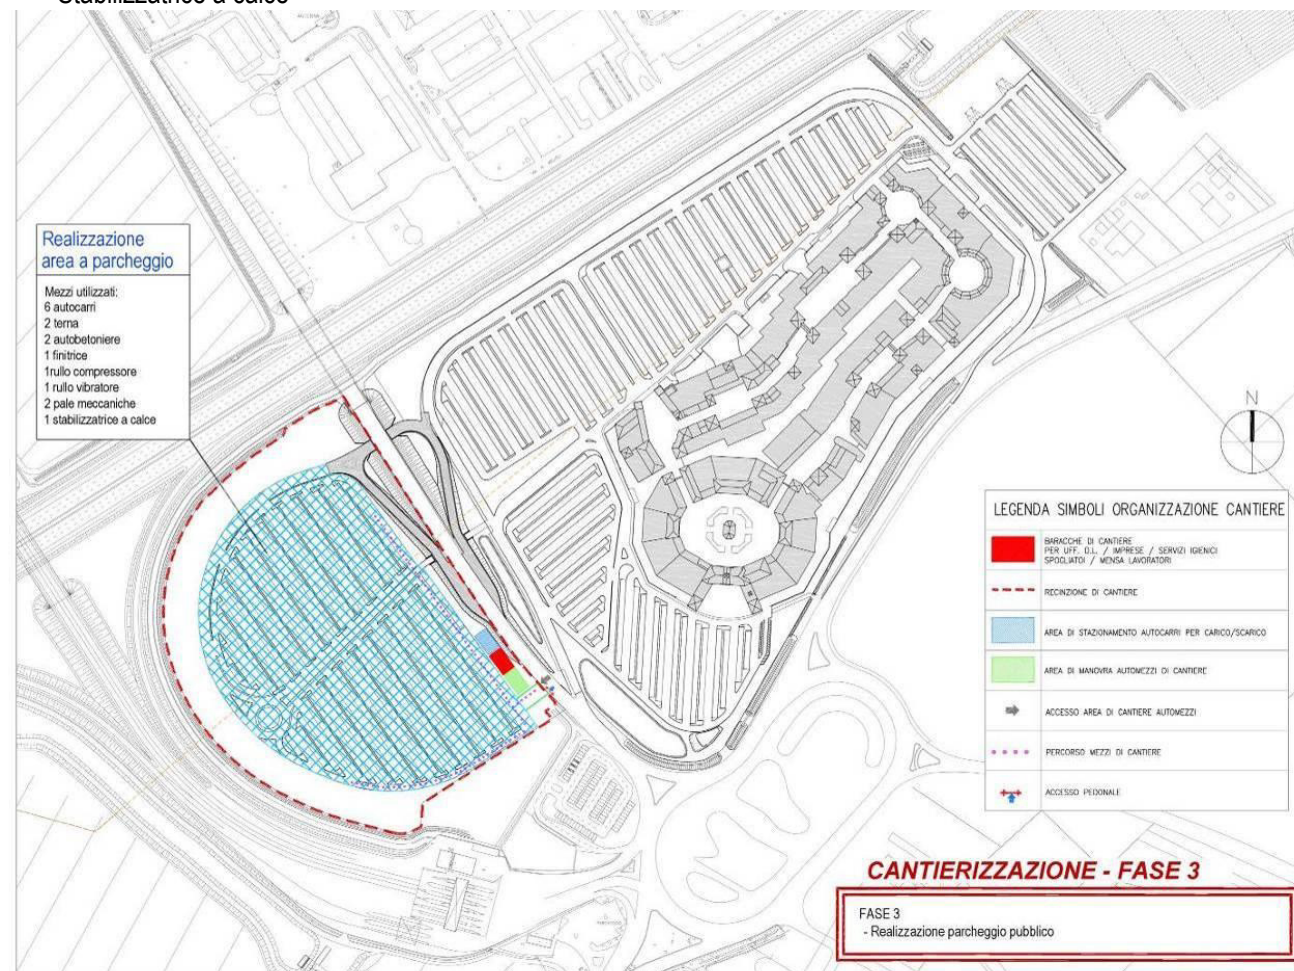 Stabilizzatrice a calce
Realizzazione
area a parcheggio
Mezzi utilizzati:
6 autocarri
2 terna
2 autobetoniere
1 finitrice
1rullo compressore
1 rullo vibratore
2 pale meccaniche
1 stabilizzatrice a calce
N
LEGENDA SIMBOLI ORGANIZZAZIONE CANTIERE
BARACCHE DI CANTIERE
PER UFF. D.L. / IMPRESE / SERVIZI IGIENICI
SPOGLIATOI / MENSA LAVORATORI
RECINZIONE DI CANTIERE
AREA DI STAZIONAMENTO AUTOCARRI PER CARICO/SCARICO
AREA DI MANOVRA AUTOMEZZI DI CANTIERE
ACCESSO AREA DI CANTIERE AUTOMEZZI
PERCORSO MEZZI DI CANTIERE
ACCESSO PEDONALE
CANTIERIZZAZIONE - FASE 3
FASE 3
- Realizzazione parcheggio pubblico